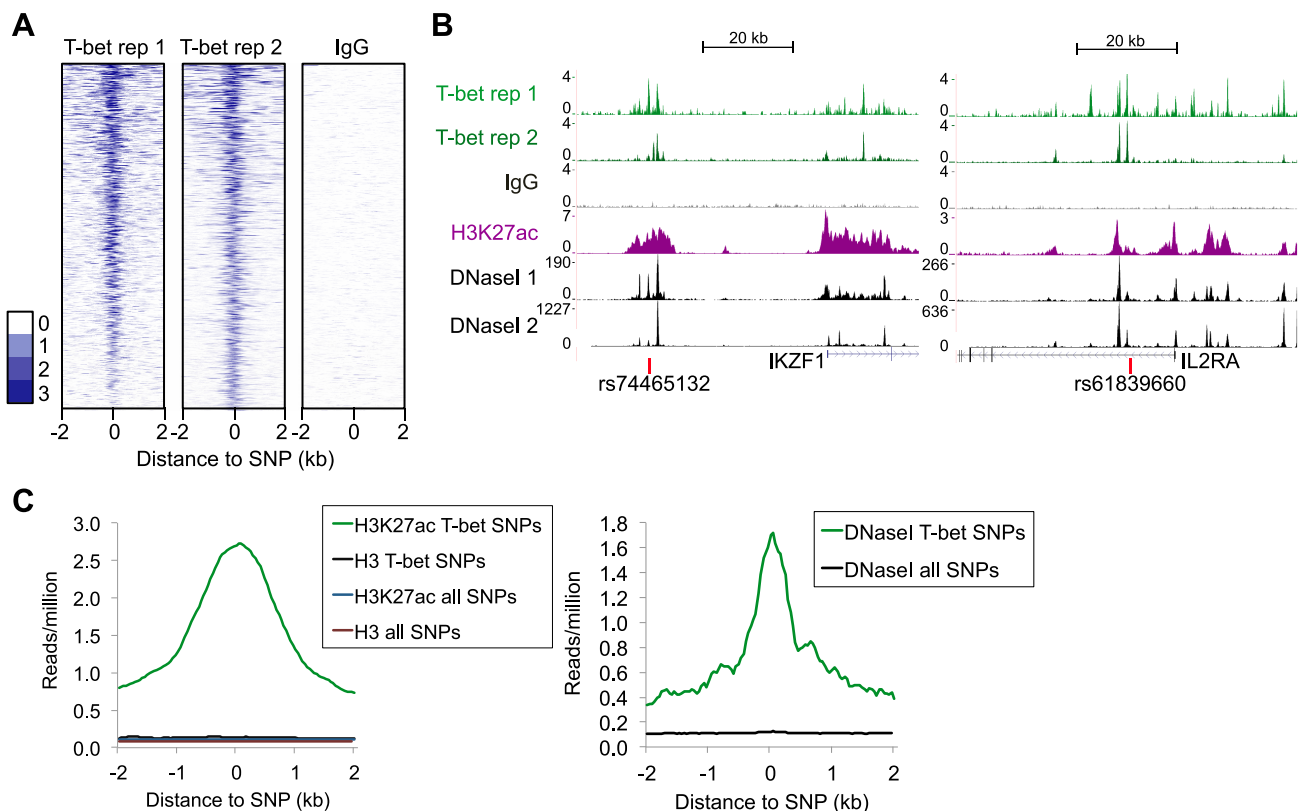 A
T-bet rep 1 T-bet rep 2 IgG
0
1
2
3
-2 0 2 -2 0 2 -2 0 2
Distance to SNP (kb)
B
20 kb 20 kb
T-bet rep 1 4 0 4 0
T-bet rep 2 4 0 4 0
IgG 4 0 4 0
H3K27ac 7 0 3 0
DNaseI 1 190 0 266 0
DNaseI 2 1227 0 636 0
IKZF1 IL2RA
rs74465132 rs61839660
C
Reads/million
3.0
2.5
2.0
1.5
1.0
0.5
0.0
-2 -1 0 1 2
Distance to SNP (kb)
H3K27ac T-bet SNPs
H3 T-bet SNPs
H3K27ac all SNPs
H3 all SNPs
Reads/million
1.8
1.6
1.4
1.2
1.0
0.8
0.6
0.4
0.2
0.0
-2 -1 0 1 2
Distance to SNP (kb)
DNaseI T-bet SNPs
DNaseI all SNPs